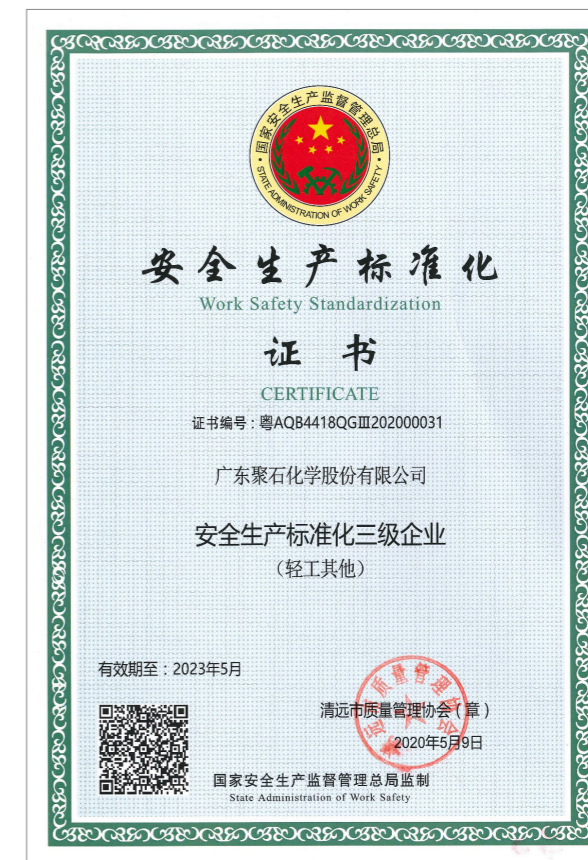 国家安全生产监督管理总局
STATE ADMINISTRATION OF WORK SAFETY
安全生产标准化
Work Safety Standardization
证书
CERTIFICATE
证书编号：粤AQB4418QGⅢ202000031
广东聚石化学股份有限公司
安全生产标准化三级企业
（轻工其他）
有效期至：2023年5月
清远市质量管理协会（章）
2020年5月9日
国家安全生产监督管理总局监制
State Administration of Work Safety